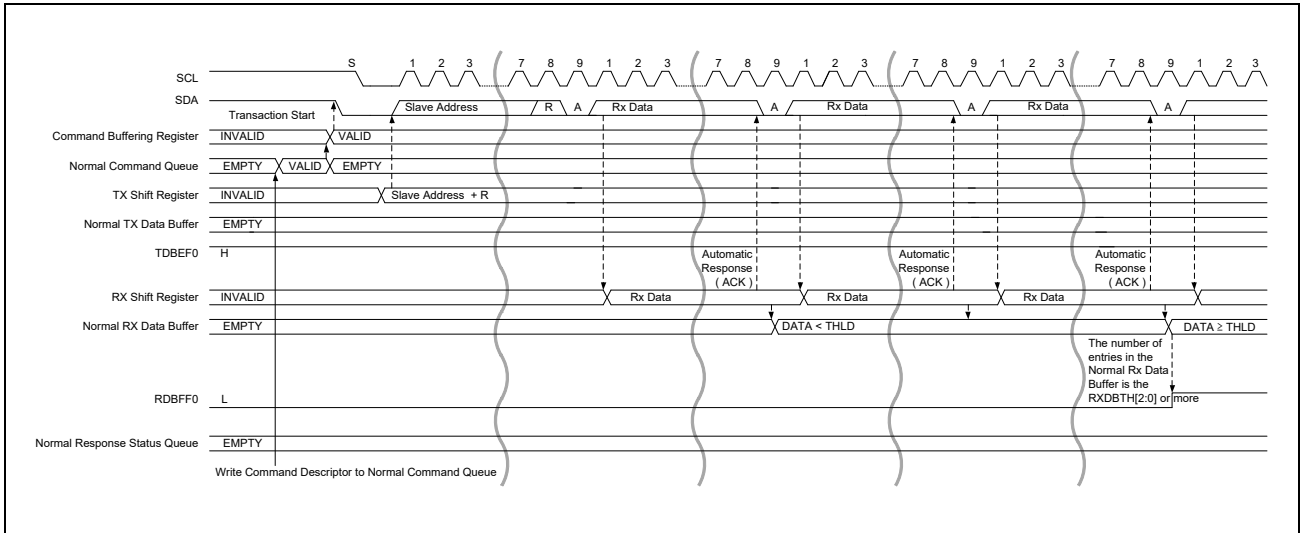 S 1 2 3 7 8 9 1 2 3 7 8 9 1 2 3 7 8 9 1 2 3 7 8 9 1 2 3
SCL
SDA Slave Address R A Rx Data A Rx Data A Rx Data A
Transaction Start
Command Buffering Register INVALID VALID
Normal Command Queue EMPTY VALID EMPTY
TX Shift Register INVALID Slave Address + R
Normal TX Data Buffer EMPTY
TDBEF0 H
Automatic Response ( ACK )
Automatic Response ( ACK )
Automatic Response ( ACK )
RX Shift Register INVALID Rx Data Rx Data Rx Data
Normal RX Data Buffer EMPTY DATA < THLD DATA ≥ THLD
The number of
entries in the
Normal Rx Data
Buffer is the
RXDBTH[2:0] or more
RDBFF0 L
Normal Response Status Queue EMPTY
Write Command Descriptor to Normal Command Queue